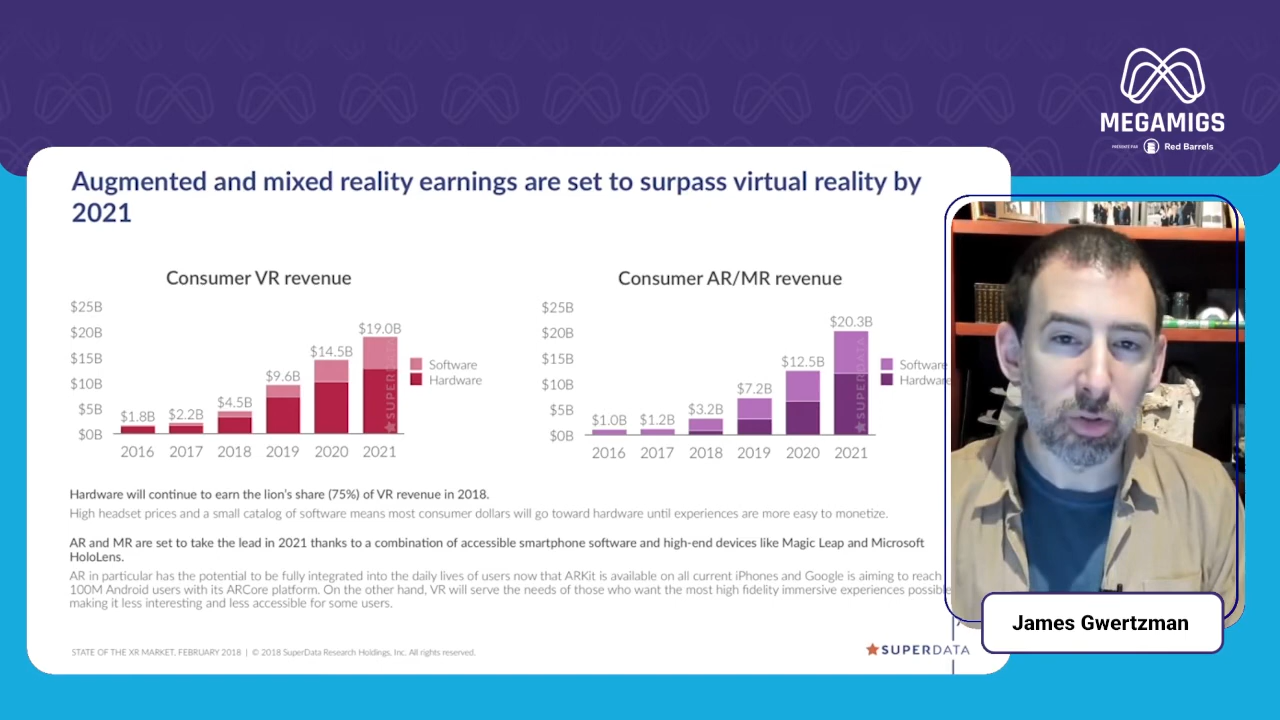 MEGAMIGS
PRESENTÉ PAR Red Barrels
Augmented and mixed reality earnings are set to surpass virtual reality by
2021
Consumer VR revenue
$25B
$20B
$15B
$10B
$5B
$0B
$1.8B
$2.2B
$4.5B
$9.6B
$14.5B
$19.0B
2016 2017 2018 2019 2020 2021
Software
Hardware
SUPERDATA
Consumer AR/MR revenue
$25B
$20B
$15B
$10B
$5B
$0B
$1.0B
$1.2B
$3.2B
$7.2B
$12.5B
$20.3B
2016 2017 2018 2019 2020 2021
Software
Hardware
SUPERDATA
Hardware will continue to earn the lion's share (75%) of VR revenue in 2018.
High headset prices and a small catalog of software means most consumer dollars will go toward hardware until experiences are more easy to monetize.
AR and MR are set to take the lead in 2021 thanks to a combination of accessible smartphone software and high-end devices like Magic Leap and Microsoft
HoloLens.
AR in particular has the potential to be fully integrated into the daily lives of users now that ARKit is available on all current iPhones and Google is aiming to reach
100M Android users with its ARCore platform. On the other hand, VR will serve the needs of those who want the most high fidelity immersive experiences possible
making it less interesting and less accessible for some users.
STATE OF THE XR MARKET, FEBRUARY 2018 | © 2018 SuperData Research Holdings, Inc. All rights reserved.
SUPERDATA
James Gwertzman